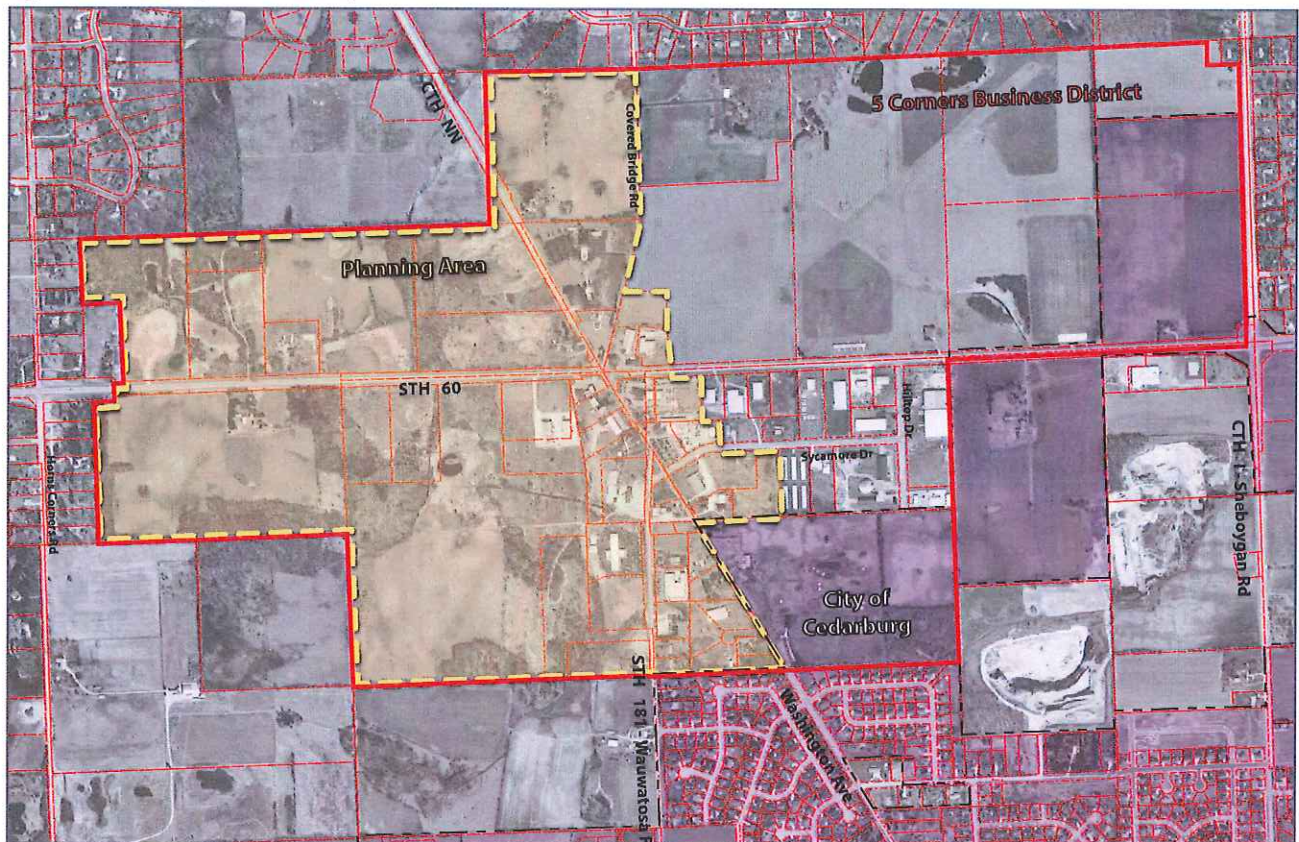 CTH NN
Covered Bridge Rd
5 Corners Business District
Planning Area
STH 60
Hilltop Dr
Sycamore Dr
Horns Corners Rd
CTH I - Sheboygan Rd
City of
Cedarburg
STH 181 - Wauwatosa
Washington Ave